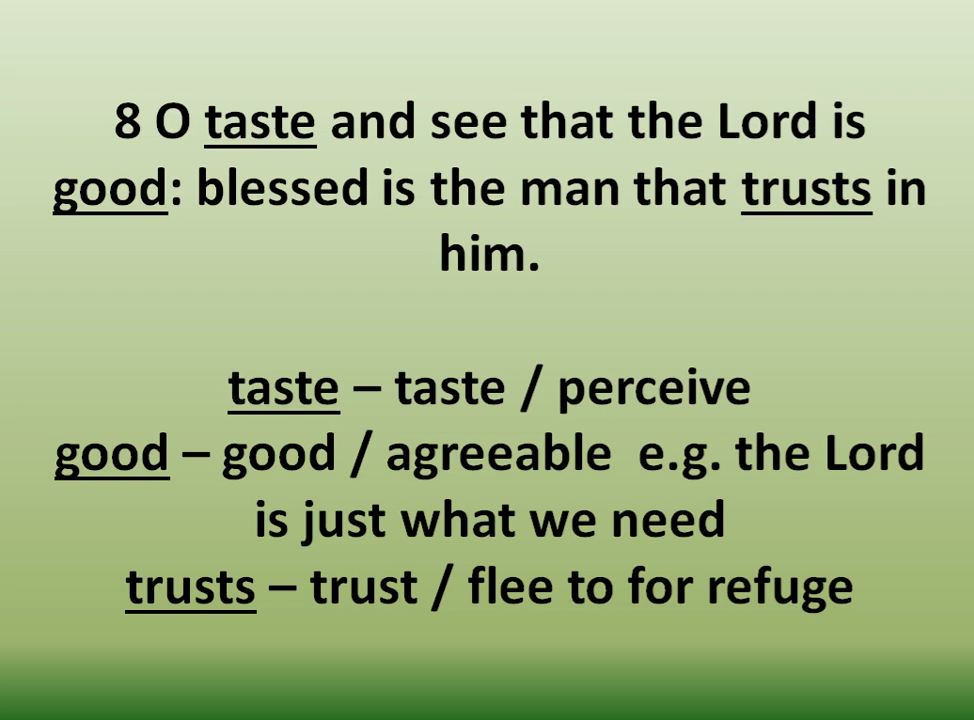 8 O taste and see that the Lord is
good: blessed is the man that trusts in
him.
taste – taste / perceive
good – good / agreeable  e.g. the Lord
is just what we need
trusts – trust / flee to for refuge